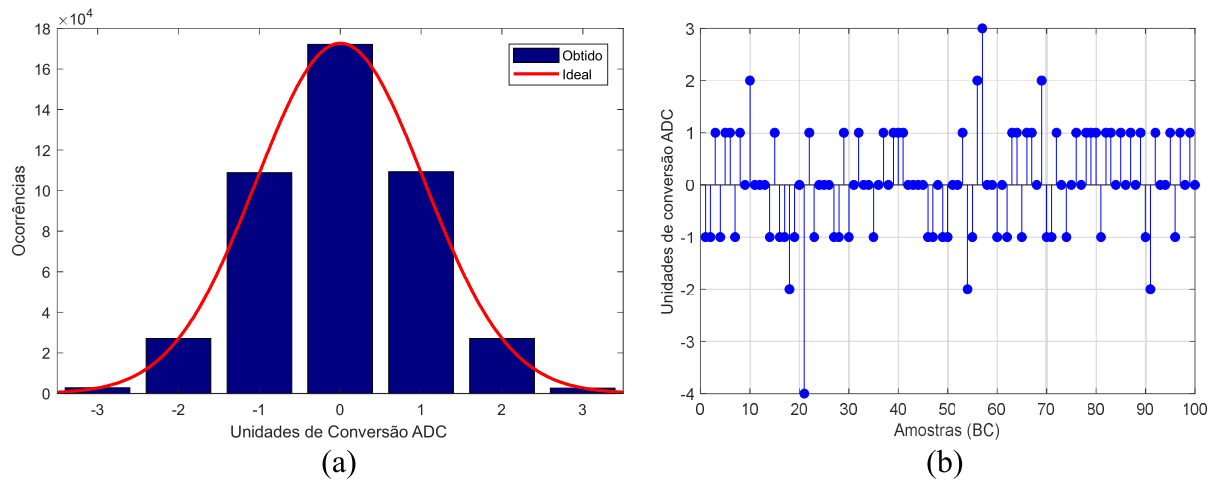 ×10⁴
18
16
14
12
10
8
6
4
2
0
Ocorrências
Obtido
Ideal
-3 -2 -1 0 1 2 3
Unidades de Conversão ADC
(a)
3
2
1
0
-1
-2
-3
-4
Unidades de conversão ADC
0 10 20 30 40 50 60 70 80 90 100
Amostras (BC)
(b)